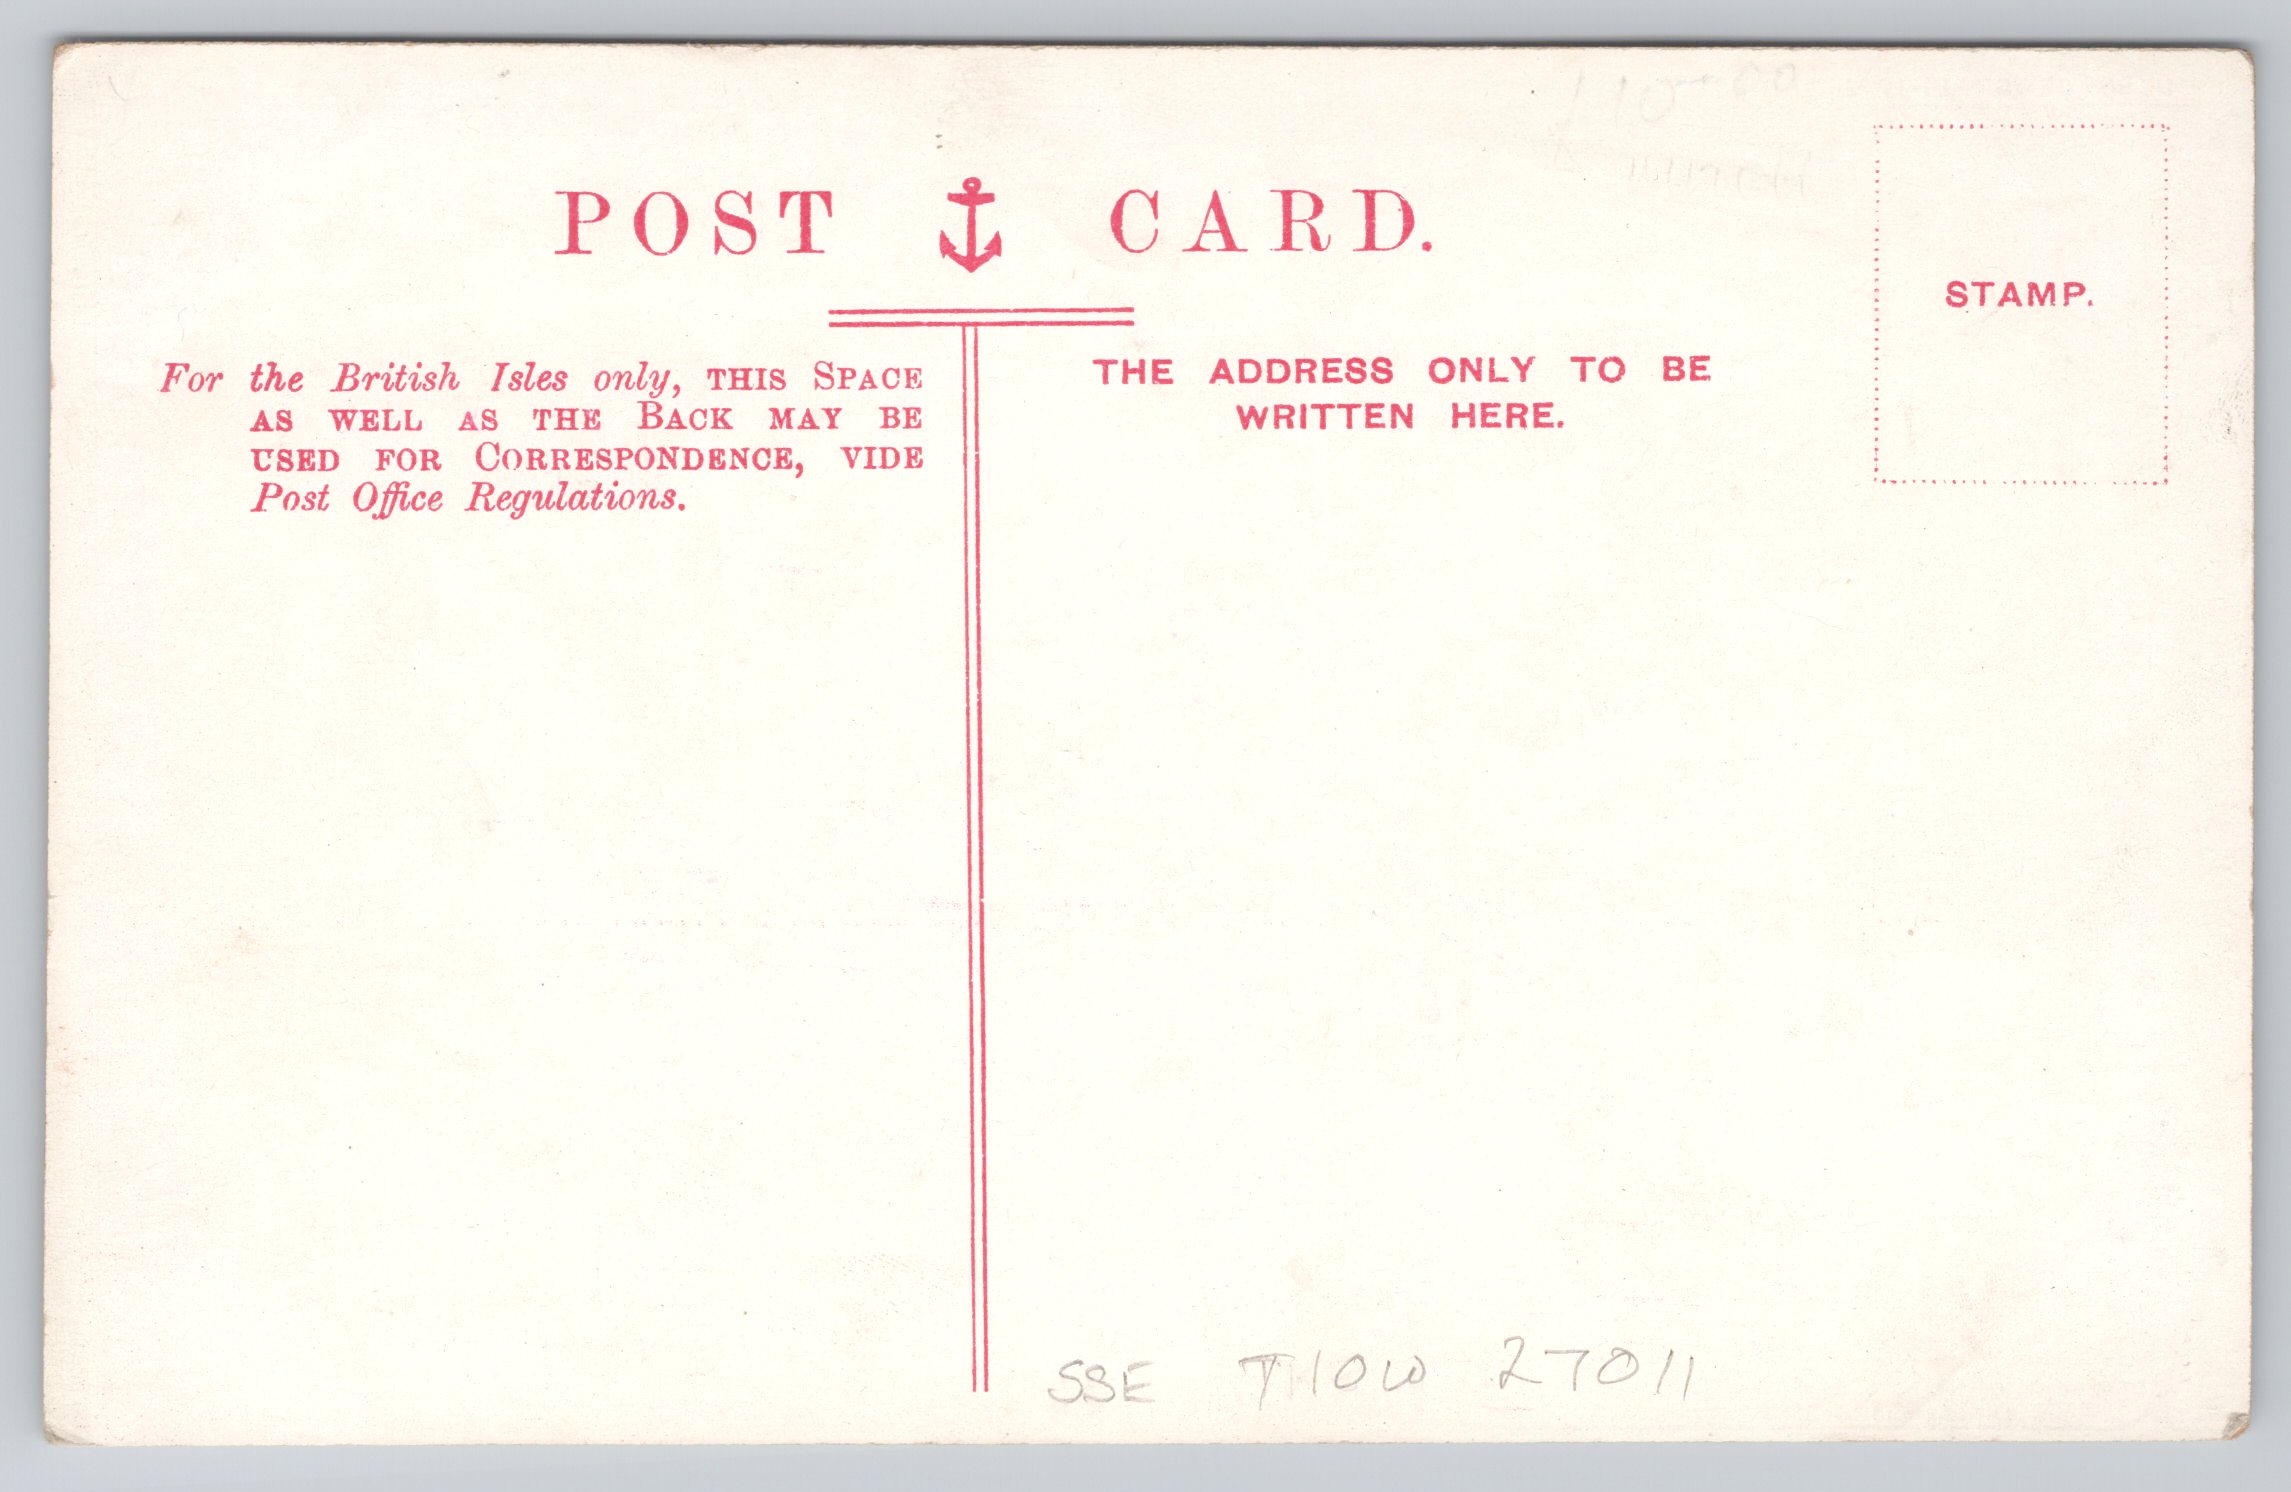 POST CARD.
STAMP.
For the British Isles only, THIS SPACE
AS WELL AS THE BACK MAY BE
USED FOR CORRESPONDENCE, VIDE
Post Office Regulations.
THE ADDRESS ONLY TO BE
WRITTEN HERE.
SSE T10W 27011